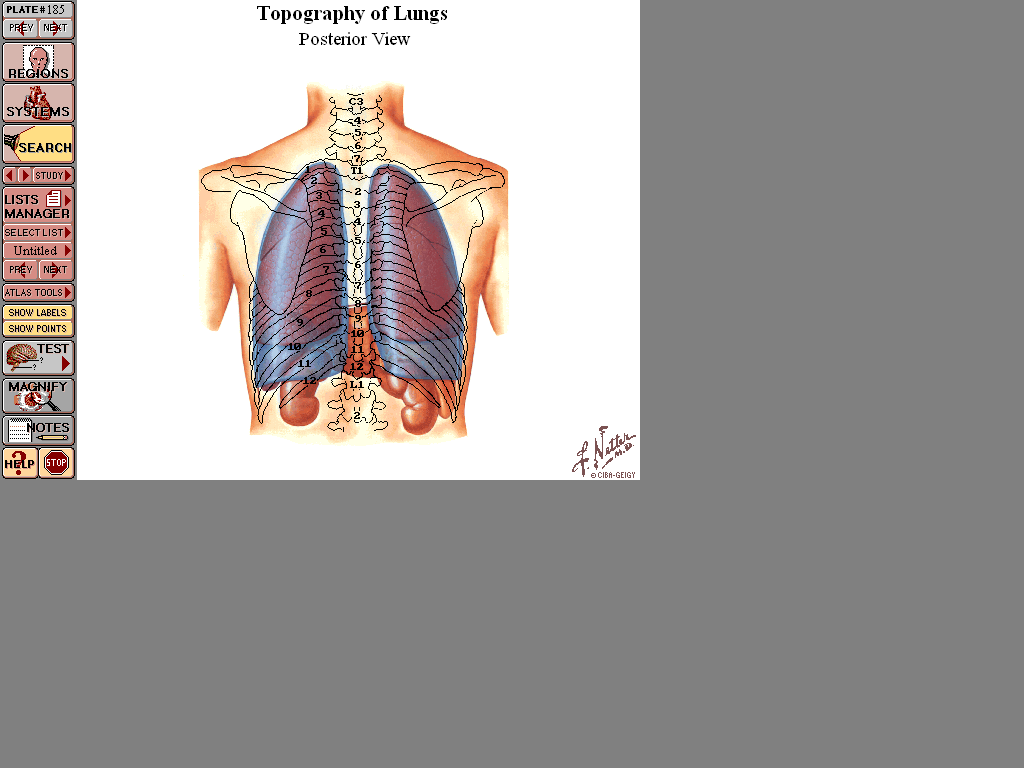 PLATE# 185
PREV NEXT
REGIONS
SYSTEMS
SEARCH
STUDY
LISTS
MANAGER
SELECT LIST
Untitled
PREV NEXT
ATLAS TOOLS
SHOW LABELS
SHOW POINTS
TEST
MAGNIFY
NOTES
HELP STOP
Topography of Lungs
Posterior View
C3
4
5
6
7
1 T1
2
2
3
3
4
4
5
5
6
6
7
7
8
8
9
9
10
10
11
11
12
12
L1
2
F. Netter
M.D.
©CIBA-GEIGY